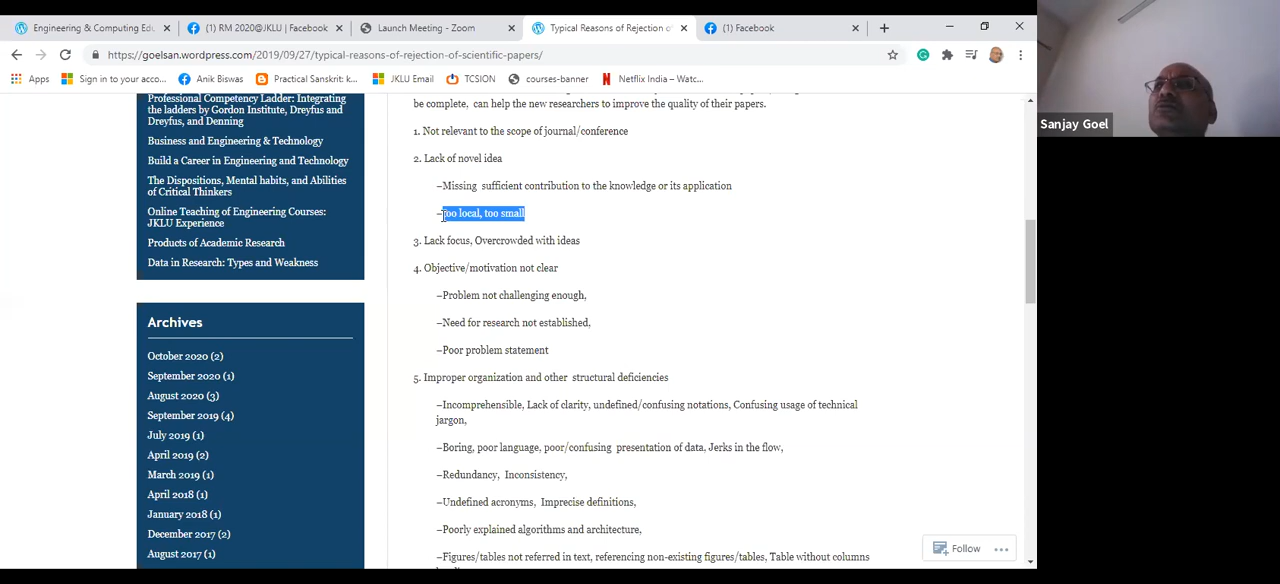 Engineering & Computing Edu
(1) RM 2020@JKLU | Facebook
Launch Meeting - Zoom
Typical Reasons of Rejection of
(1) Facebook
https://goelsan.wordpress.com/2019/09/27/typical-reasons-of-rejection-of-scientific-papers/
Apps
Sign in to your acco...
Anik Biswas
Practical Sanskrit: k...
JKLU Email
TCSION
courses-banner
Netflix India – Watc...
Professional Competency Ladder: Integrating
the ladders by Gordon Institute, Dreyfus and
Dreyfus, and Denning
Business and Engineering & Technology
Build a Career in Engineering and Technology
The Dispositions, Mental habits, and Abilities
of Critical Thinkers
Online Teaching of Engineering Courses:
JKLU Experience
Products of Academic Research
Data in Research: Types and Weakness
Archives
October 2020 (2)
September 2020 (1)
August 2020 (3)
September 2019 (4)
July 2019 (1)
April 2019 (2)
March 2019 (1)
April 2018 (1)
January 2018 (1)
December 2017 (2)
August 2017 (1)
be complete, can help the new researchers to improve the quality of their papers.
1. Not relevant to the scope of journal/conference
2. Lack of novel idea
–Missing sufficient contribution to the knowledge or its application
–too local, too small
3. Lack focus, Overcrowded with ideas
4. Objective/motivation not clear
–Problem not challenging enough,
–Need for research not established,
–Poor problem statement
5. Improper organization and other structural deficiencies
–Incomprehensible, Lack of clarity, undefined/confusing notations, Confusing usage of technical
jargon,
–Boring, poor language, poor/confusing presentation of data, Jerks in the flow,
–Redundancy, Inconsistency,
–Undefined acronyms, Imprecise definitions,
–Poorly explained algorithms and architecture,
–Figures/tables not referred in text, referencing non-existing figures/tables, Table without columns
Follow
Sanjay Goel